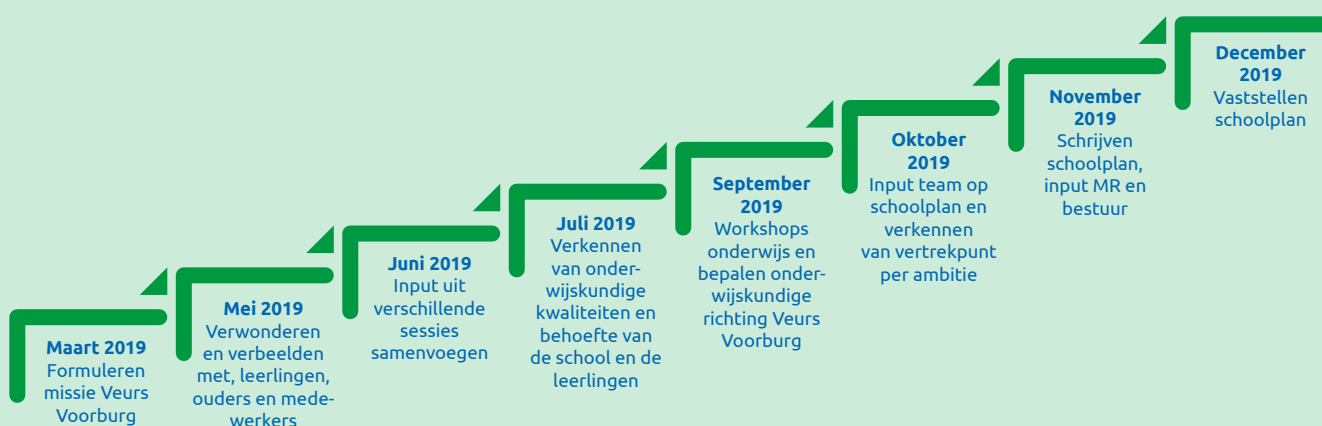 Maart 2019
Formuleren
missie Veurs
Voorburg
Mei 2019
Verwonderen
en verbeelden
met, leerlingen,
ouders en mede-
werkers
Juni 2019
Input uit
verschillende
sessies
samenvoegen
Juli 2019
Verkennen
van onder-
wijskundige
kwaliteiten en
behoefte van
de school en de
leerlingen
September
2019
Workshops
onderwijs en
bepalen onder-
wijskundige
richting Veurs
Voorburg
Oktober
2019
Input team op
schoolplan en
verkennen
van vertrekpunt
per ambitie
November
2019
Schrijven
schoolplan,
input MR en
bestuur
December
2019
Vaststellen
schoolplan